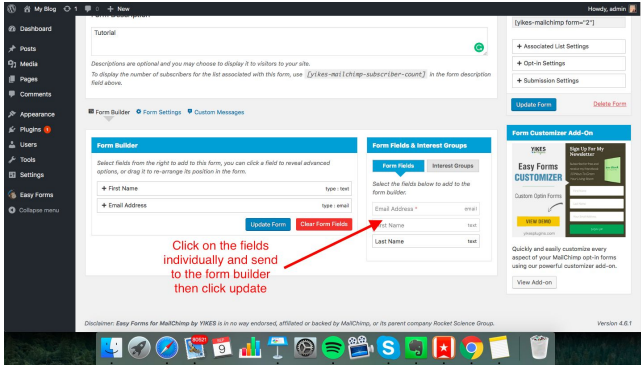 My Blog 1 0 + New Howdy, admin
Dashboard
Posts
Media
Pages
Comments
Appearance
Plugins 1
Users
Tools
Settings
Easy Forms
Collapse menu
Form Description
Tutorial
Descriptions are optional and you may choose to display it to visitors to your site.
To display the number of subscribers for the list associated with this form, use [yikes-mailchimp-subscriber-count] in the form description
field above.
Form Builder Form Settings Custom Messages
Form Builder
Select fields from the right to add to this form, you can click a field to reveal advanced
options, or drag it to re-arrange its position in the form.
+ First Name type : text
+ Email Address type : email
Update Form Clear Form Fields
Form Fields & Interest Groups
Form Fields Interest Groups
Select the fields below to add to the
form builder.
Email Address * email
First Name text
Last Name text
Click on the fields
individually and send
to the form builder
then click update
[yikes-mailchimp form="2"]
+ Associated List Settings
+ Opt-in Settings
+ Submission Settings
Update Form Delete Form
Form Customizer Add-On
YIKES
Easy Forms
CUSTOMIZER
Custom Optin Forms
VIEW DEMO
yikesplugins.com
Sign Up For My
Newsletter
Quickly and easily customize every
aspect of your MailChimp opt-in forms
using our powerful customizer add-on.
View Add-on
Disclaimer: Easy Forms for MailChimp by YIKES is in no way endorsed, affiliated or backed by MailChimp, or its parent company Rocket Science Group.
Version 4.6.1
80521
SEP
9